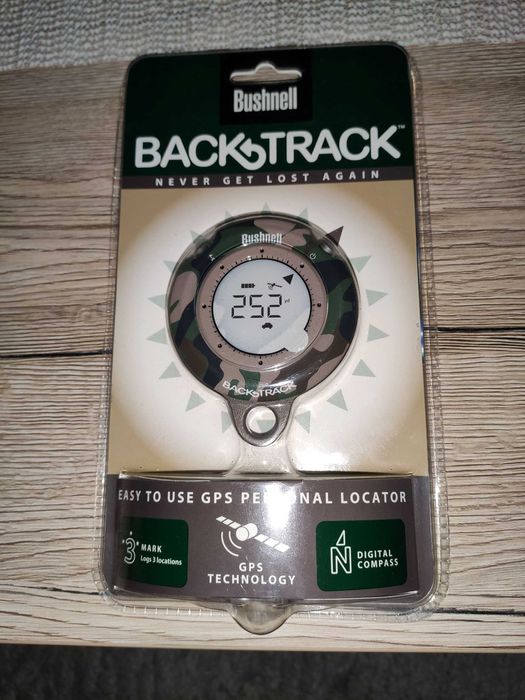 Bushnell
BACKTRACK™
NEVER GET LOST AGAIN
Bushnell
252 yd
BACKTRACK
EASY TO USE GPS PERSONAL LOCATOR
"3" MARK
Logs 3 locations
GPS
TECHNOLOGY
N DIGITAL
COMPASS